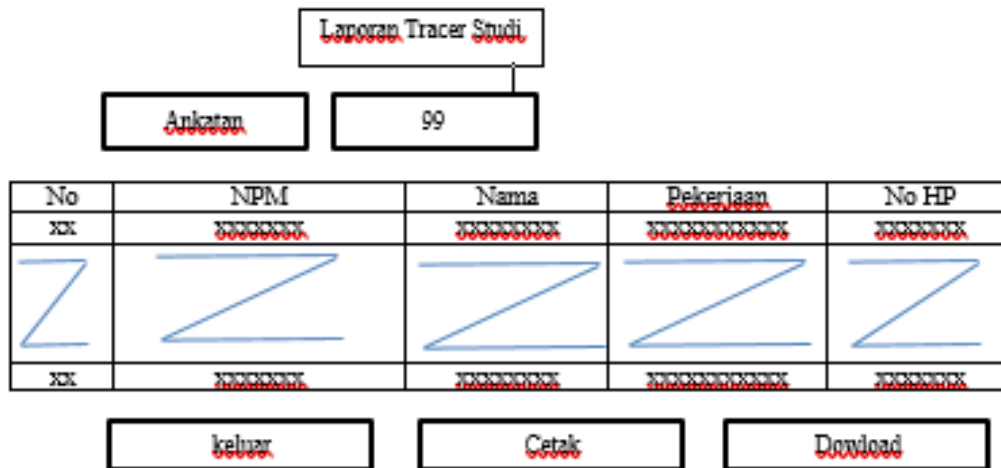 Laporan Tracer Studi
Ankatan 99
No NPM Nama Pekerjaan No HP
xx xxxxxxxx xxxxxxxxx xxxxxxxxxxxx xxxxxxxx
xx xxxxxxxx xxxxxxxxx xxxxxxxxxxxx xxxxxxxx
keluar Cetak Dowload